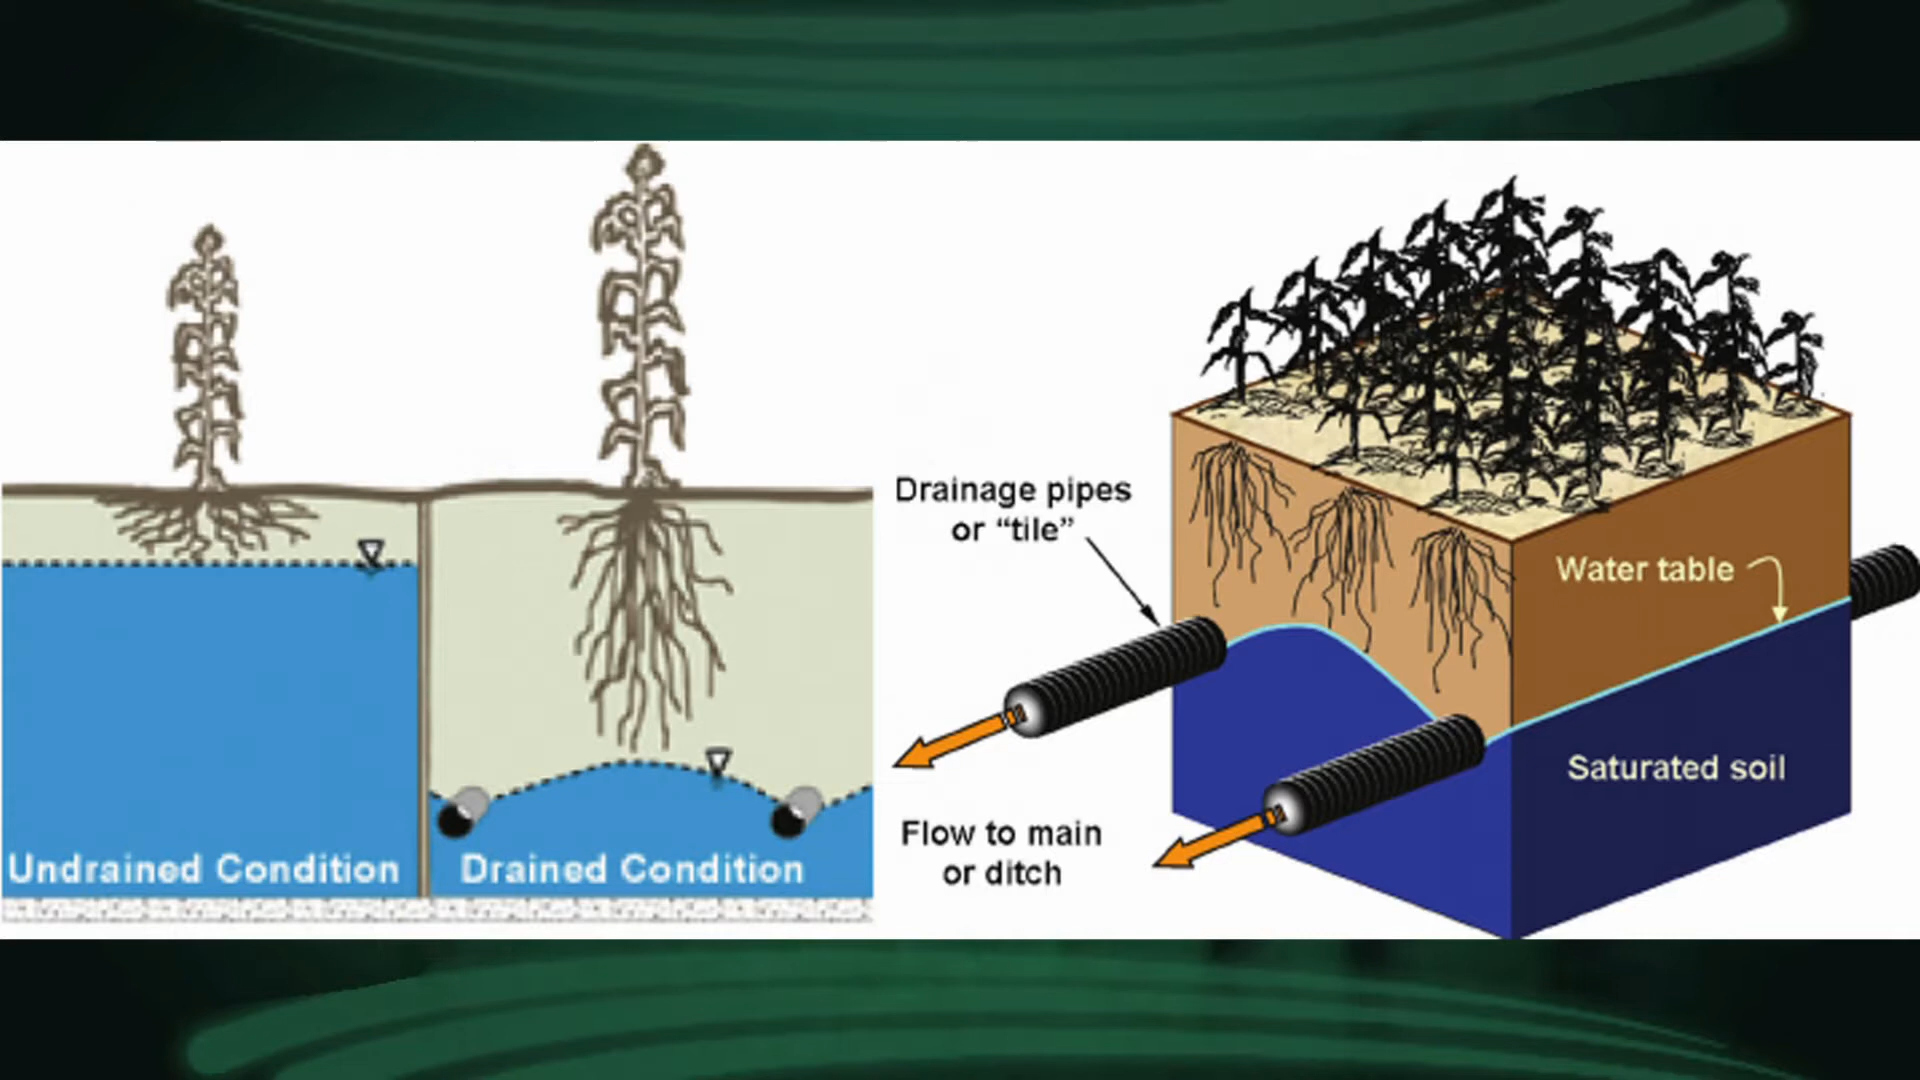 Undrained Condition
Drained Condition
Drainage pipes
or “tile”
Flow to main
or ditch
Water table
Saturated soil